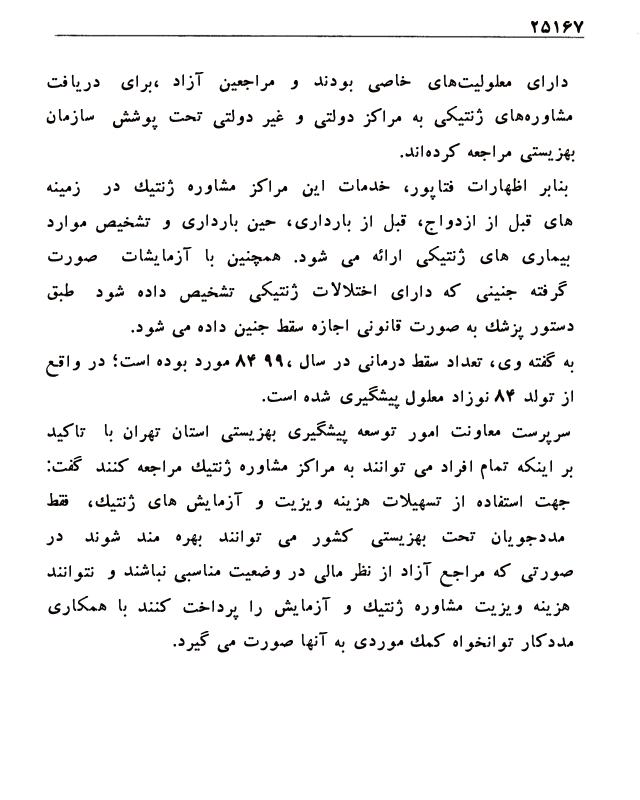 ۲۵۱۶۷
دارای معلولیت‌های خاصی بودند و مراجعین آزاد ،برای دریافت
مشاوره‌های ژنتیکی به مراکز دولتی و غیر دولتی تحت پوشش سازمان
بهزیستی مراجعه کرده‌اند.
بنابر اظهارات فتاپور، خدمات این مراکز مشاوره ژنتیك در زمینه
های قبل از ازدواج، قبل از بارداری، حین بارداری و تشخیص موارد
بیماری های ژنتیکی ارائه می شود. همچنین با آزمایشات صورت
گرفته جنینی که دارای اختلالات ژنتیکی تشخیص داده شود طبق
دستور پزشك به صورت قانونی اجازه سقط جنین داده می شود.
به گفته وی، تعداد سقط درمانی در سال ،۹۹ ۸۴ مورد بوده است؛ در واقع
از تولد ۸۴ نوزاد معلول پیشگیری شده است.
سرپرست معاونت امور توسعه پیشگیری بهزیستی استان تهران با تاکید
بر اینکه تمام افراد می توانند به مراکز مشاوره ژنتیك مراجعه کنند گفت:
جهت استفاده از تسهیلات هزینه ویزیت و آزمایش های ژنتیك، فقط
مددجویان تحت بهزیستی کشور می توانند بهره مند شوند در
صورتی که مراجع آزاد از نظر مالی در وضعیت مناسبی نباشند و نتوانند
هزینه ویزیت مشاوره ژنتیك و آزمایش را پرداخت کنند با همکاری
مددکار توانخواه کمك موردی به آنها صورت می گیرد.